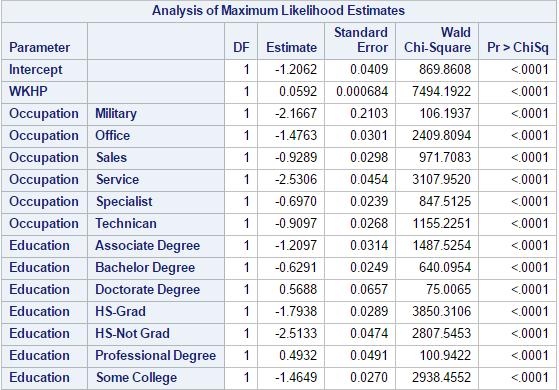 Analysis of Maximum Likelihood Estimates
Parameter DF Estimate Standard Error Wald Chi-Square Pr > ChiSq
Intercept 1 -1.2062 0.0409 869.8608 <.0001
WKHP 1 0.0592 0.000684 7494.1922 <.0001
Occupation Military 1 -2.1667 0.2103 106.1937 <.0001
Occupation Office 1 -1.4763 0.0301 2409.8094 <.0001
Occupation Sales 1 -0.9289 0.0298 971.7083 <.0001
Occupation Service 1 -2.5306 0.0454 3107.9520 <.0001
Occupation Specialist 1 -0.6970 0.0239 847.5125 <.0001
Occupation Technican 1 -0.9097 0.0268 1155.2251 <.0001
Education Associate Degree 1 -1.2097 0.0314 1487.5254 <.0001
Education Bachelor Degree 1 -0.6291 0.0249 640.0954 <.0001
Education Doctorate Degree 1 0.5688 0.0657 75.0065 <.0001
Education HS-Grad 1 -1.7938 0.0289 3850.3106 <.0001
Education HS-Not Grad 1 -2.5133 0.0474 2807.5453 <.0001
Education Professional Degree 1 0.4932 0.0491 100.9422 <.0001
Education Some College 1 -1.4649 0.0270 2938.4552 <.0001